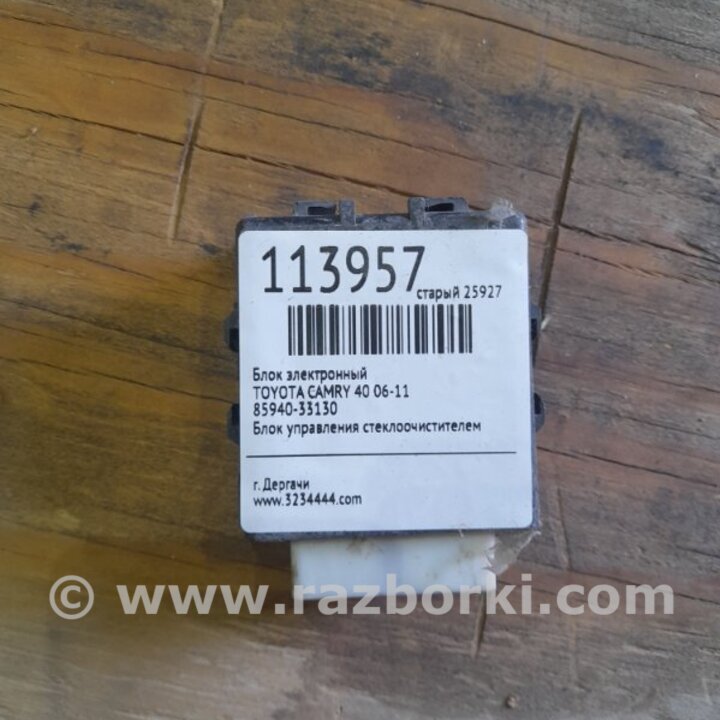 113957
старый 25927
Блок электронный
TOYOTA CAMRY 40 06-11
85940-33130
Блок управления стеклоочистителем
г. Дергачи
www.3234444.com
© www.razborki.com